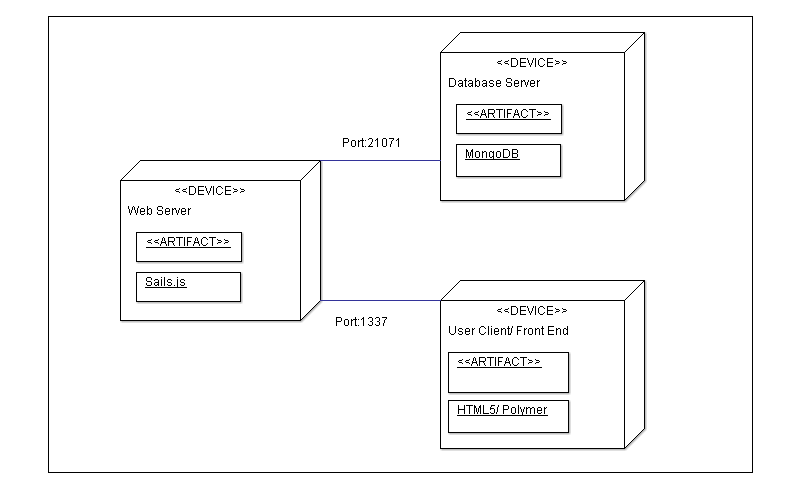 <<DEVICE>>
Database Server
<<ARTIFACT>>
MongoDB
Port:21071
<<DEVICE>>
Web Server
<<ARTIFACT>>
Sails.js
Port:1337
<<DEVICE>>
User Client/ Front End
<<ARTIFACT>>
HTML5/ Polymer